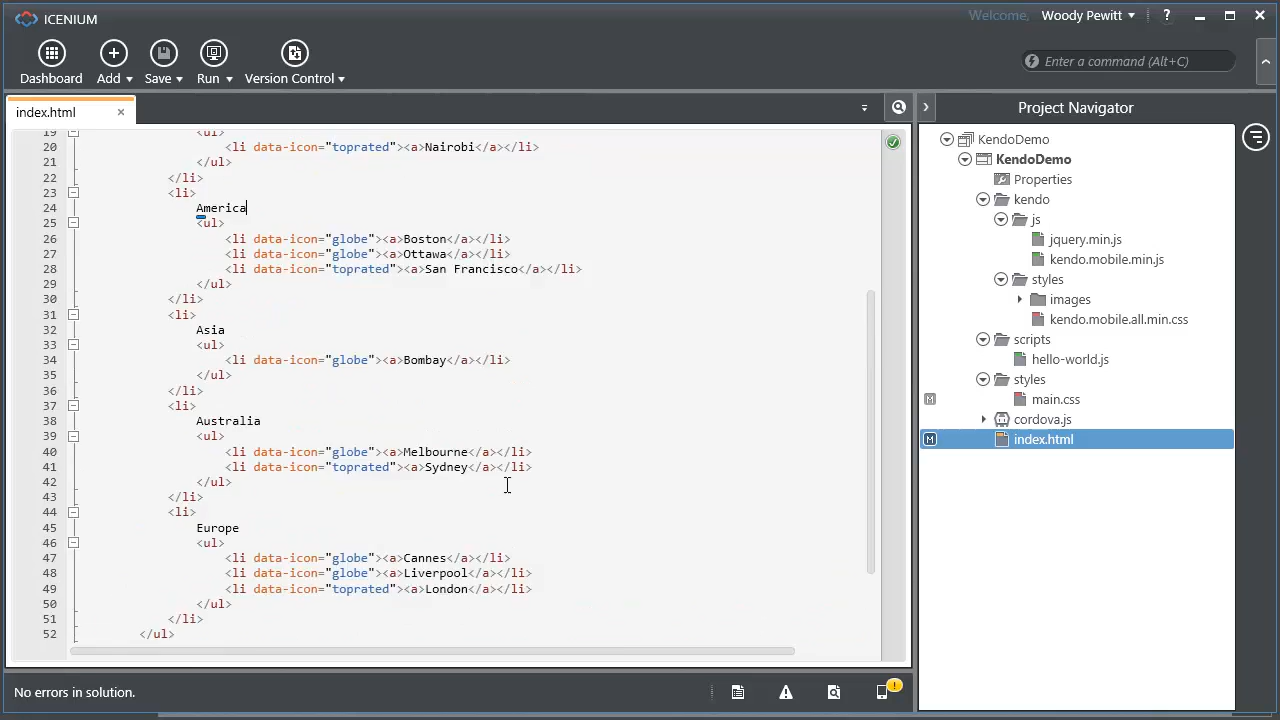 ICENIUM
Welcome, Woody Pewitt ?
Dashboard Add Save Run Version Control
Enter a command (Alt+C)
index.html
Project Navigator
19 <ul>
20 <li data-icon="toprated"><a>Nairobi</a></li>
21 </ul>
22 </li>
23 <li>
24 America
25 <ul>
26 <li data-icon="globe"><a>Boston</a></li>
27 <li data-icon="globe"><a>Ottawa</a></li>
28 <li data-icon="toprated"><a>San Francisco</a></li>
29 </ul>
30 </li>
31 <li>
32 Asia
33 <ul>
34 <li data-icon="globe"><a>Bombay</a></li>
35 </ul>
36 </li>
37 <li>
38 Australia
39 <ul>
40 <li data-icon="globe"><a>Melbourne</a></li>
41 <li data-icon="toprated"><a>Sydney</a></li>
42 </ul>
43 </li>
44 <li>
45 Europe
46 <ul>
47 <li data-icon="globe"><a>Cannes</a></li>
48 <li data-icon="globe"><a>Liverpool</a></li>
49 <li data-icon="toprated"><a>London</a></li>
50 </ul>
51 </li>
52 </ul>
KendoDemo
KendoDemo
Properties
kendo
js
jquery.min.js
kendo.mobile.min.js
styles
images
kendo.mobile.all.min.css
scripts
hello-world.js
styles
M main.css
cordova.js
M index.html
No errors in solution.
!